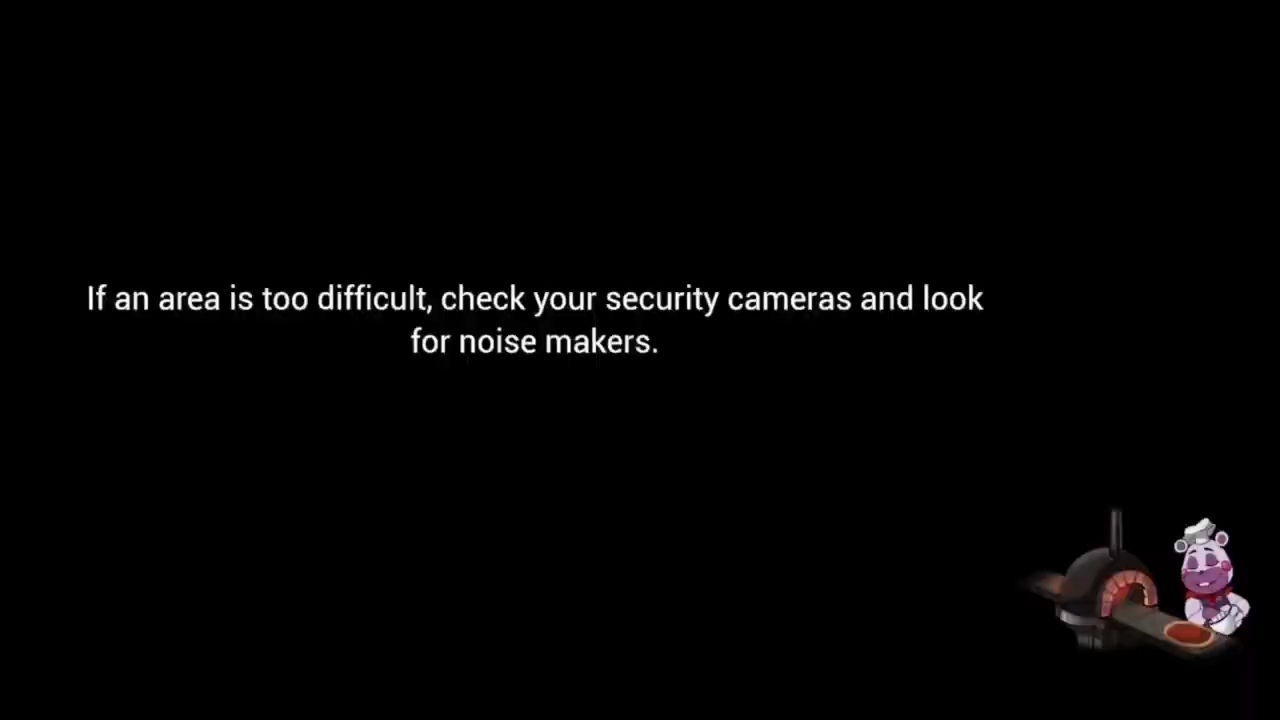 If an area is too difficult, check your security cameras and look
for noise makers.